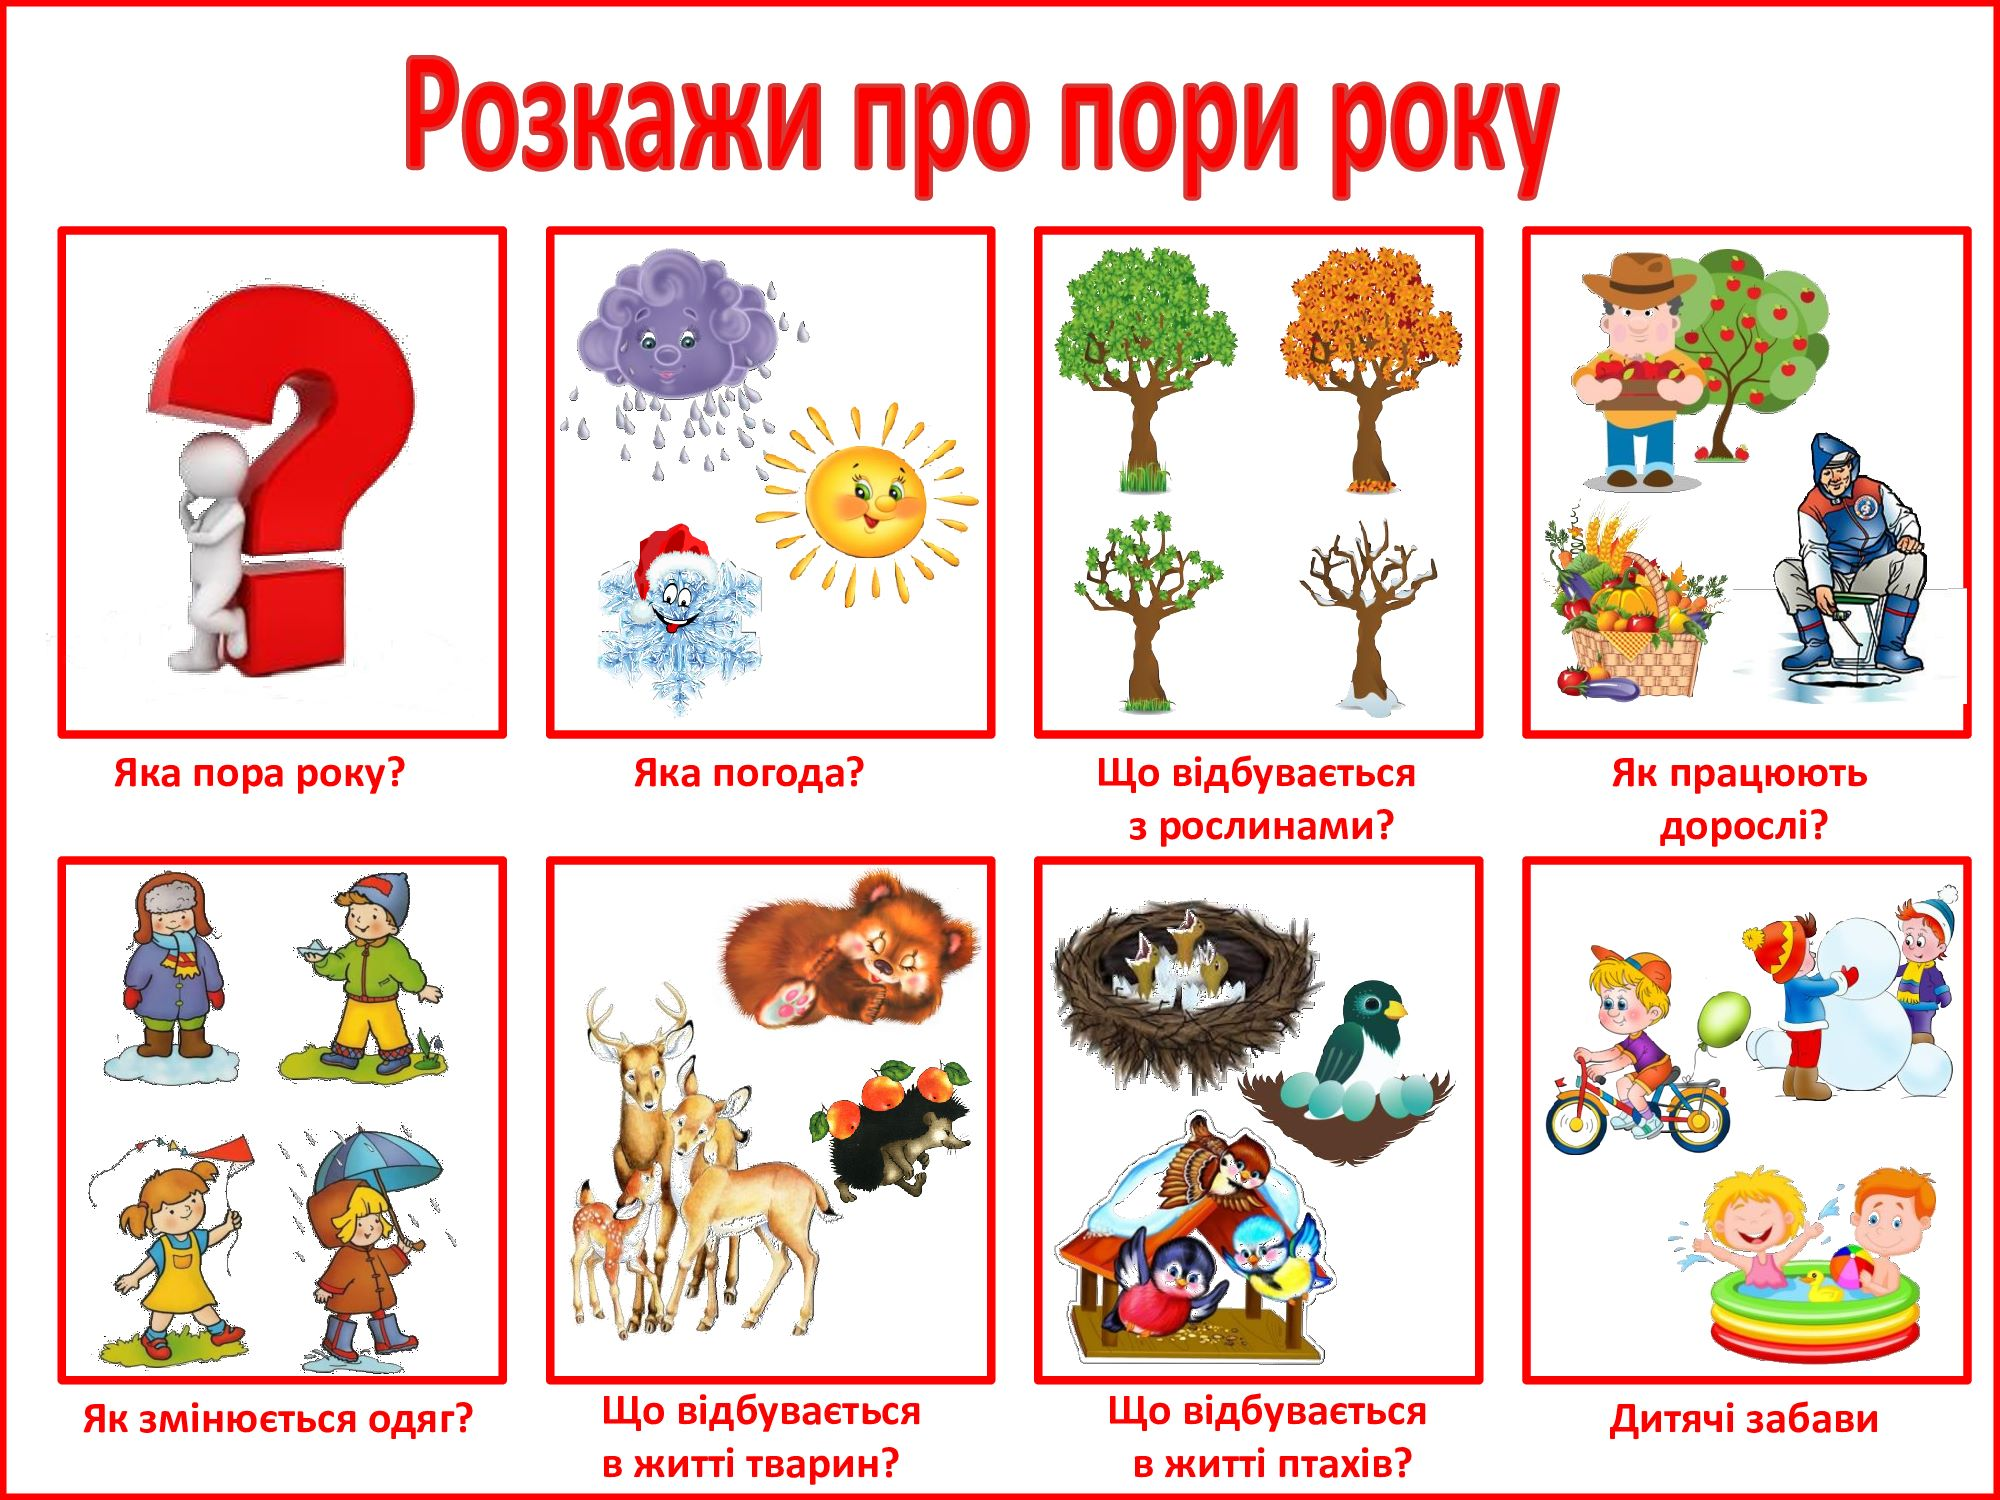 Розкажи про пори року
Яка пора року?
Яка погода?
Що відбувається
з рослинами?
Як працюють
дорослі?
Як змінюється одяг?
Що відбувається
в житті тварин?
Що відбувається
в житті птахів?
Дитячі забави